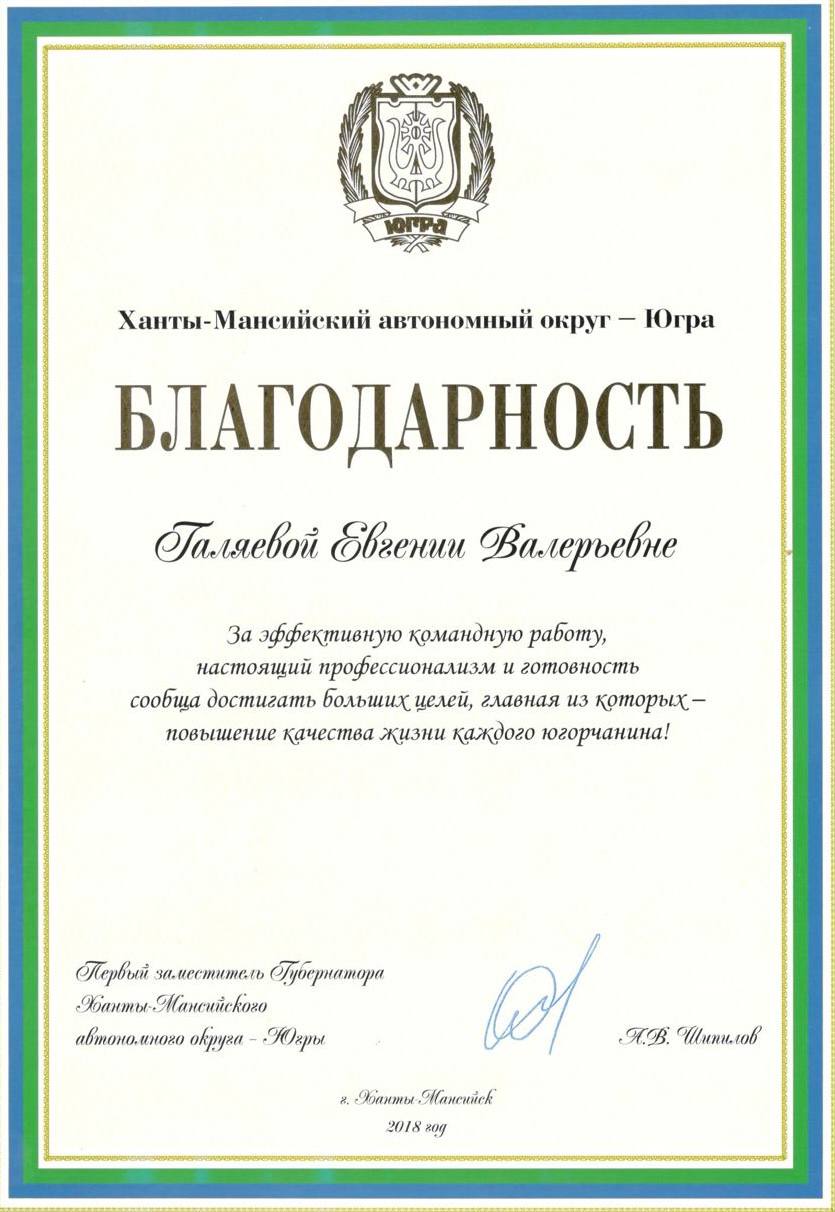 ЮГРА
Ханты-Мансийский автономный округ – Югра
БЛАГОДАРНОСТЬ
Галяевой Евгении Валерьевне
За эффективную командную работу,
настоящий профессионализм и готовность
сообща достигать больших целей, главная из которых –
повышение качества жизни каждого югорчанина!
Первый заместитель Губернатора
Ханты-Мансийского
автономного округа – Югры
А.В. Шипилов
г. Ханты-Мансийск
2018 год